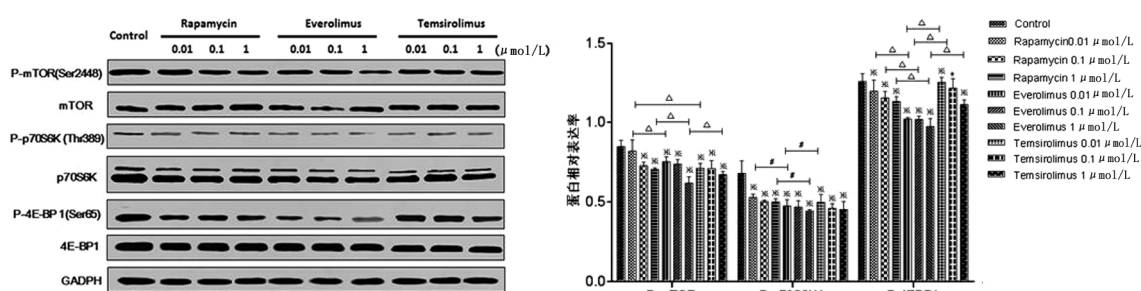 Rapamycin Everolimus Temsirolimus
Control 0.01 0.1 1 0.01 0.1 1 0.01 0.1 1 (μmol/L)
P-mTOR(Ser2448)
mTOR
P-p70S6K (Thr389)
p70S6K
P-4E-BP1(Ser65)
4E-BP1
GADPH
蛋白相对表达率
1.5
1.0
0.5
0.0
Control
Rapamycin0.01 μmol/L
Rapamycin 0.1 μmol/L
Rapamycin 1 μmol/L
Everolimus 0.01 μmol/L
Everolimus 0.1 μmol/L
Everolimus 1 μmol/L
Temsirolimus 0.01 μmol/L
Temsirolimus 0.1 μmol/L
Temsirolimus 1 μmol/L